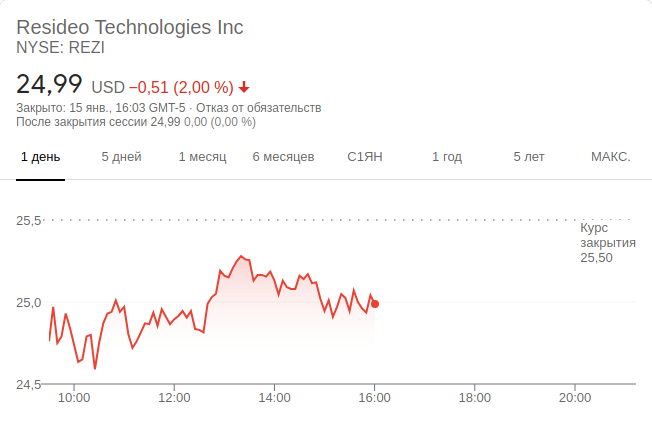 Resideo Technologies Inc
NYSE: REZI
24,99 USD −0,51 (2,00 %)
Закрыто: 15 янв., 16:03 GMT-5 · Отказ от обязательств
После закрытия сессии 24,99 0,00 (0,00 %)
1 день 5 дней 1 месяц 6 месяцев С1ЯН 1 год 5 лет МАКС.
25,5
Курс
закрытия
25,50
25,0
24,5
10:00 12:00 14:00 16:00 18:00 20:00